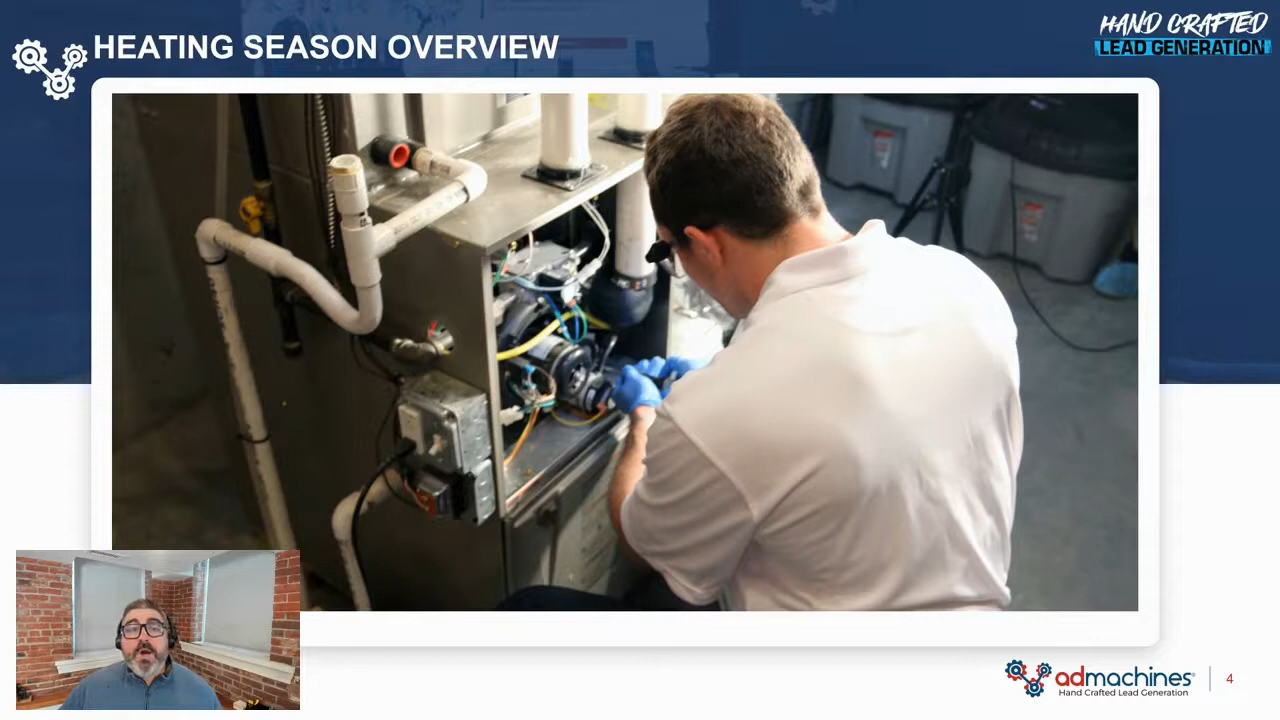 HEATING SEASON OVERVIEW
HAND CRAFTED
LEAD GENERATION
admachines
Hand Crafted Lead Generation
4